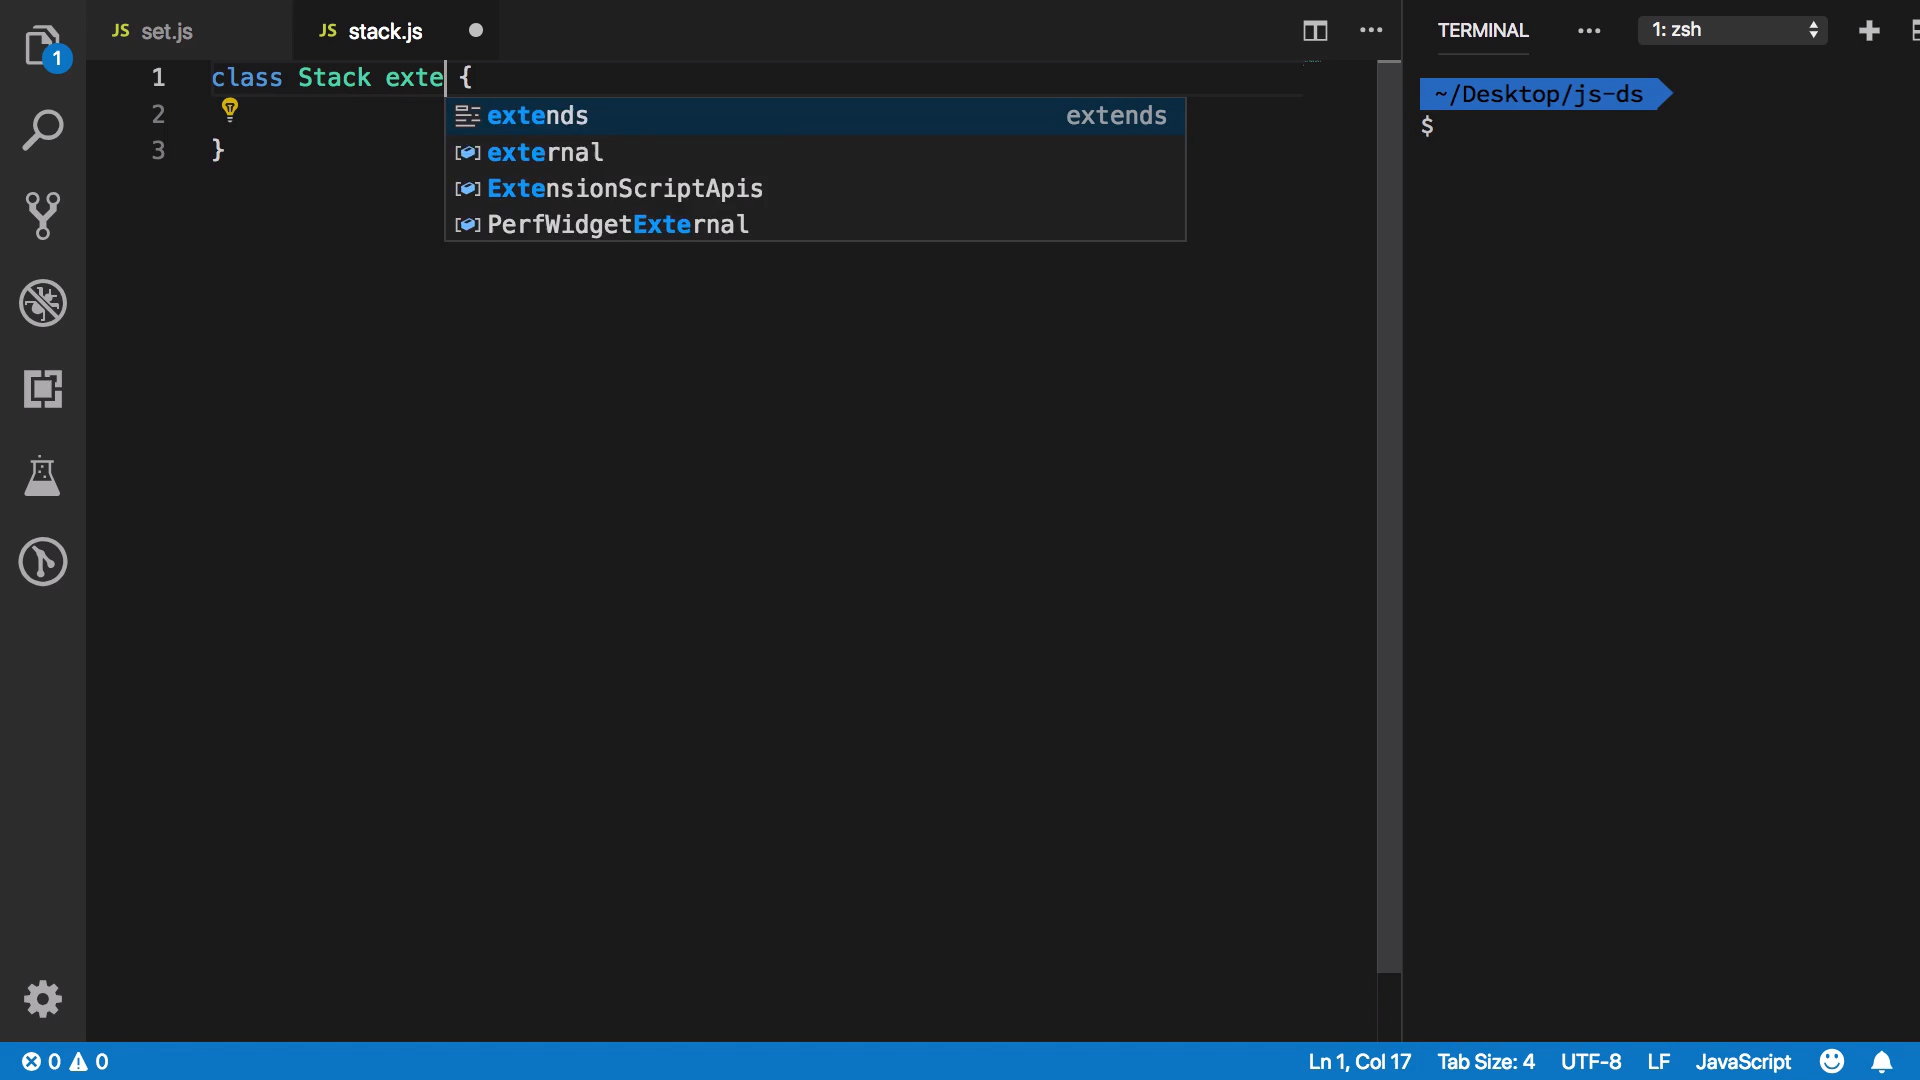 JS set.js
JS stack.js
TERMINAL
1: zsh
1
1 class Stack exte {
2
3 }
extends extends
external
ExtensionScriptApis
PerfWidgetExternal
~/Desktop/js-ds
$
0 0
Ln 1, Col 17 Tab Size: 4 UTF-8 LF JavaScript